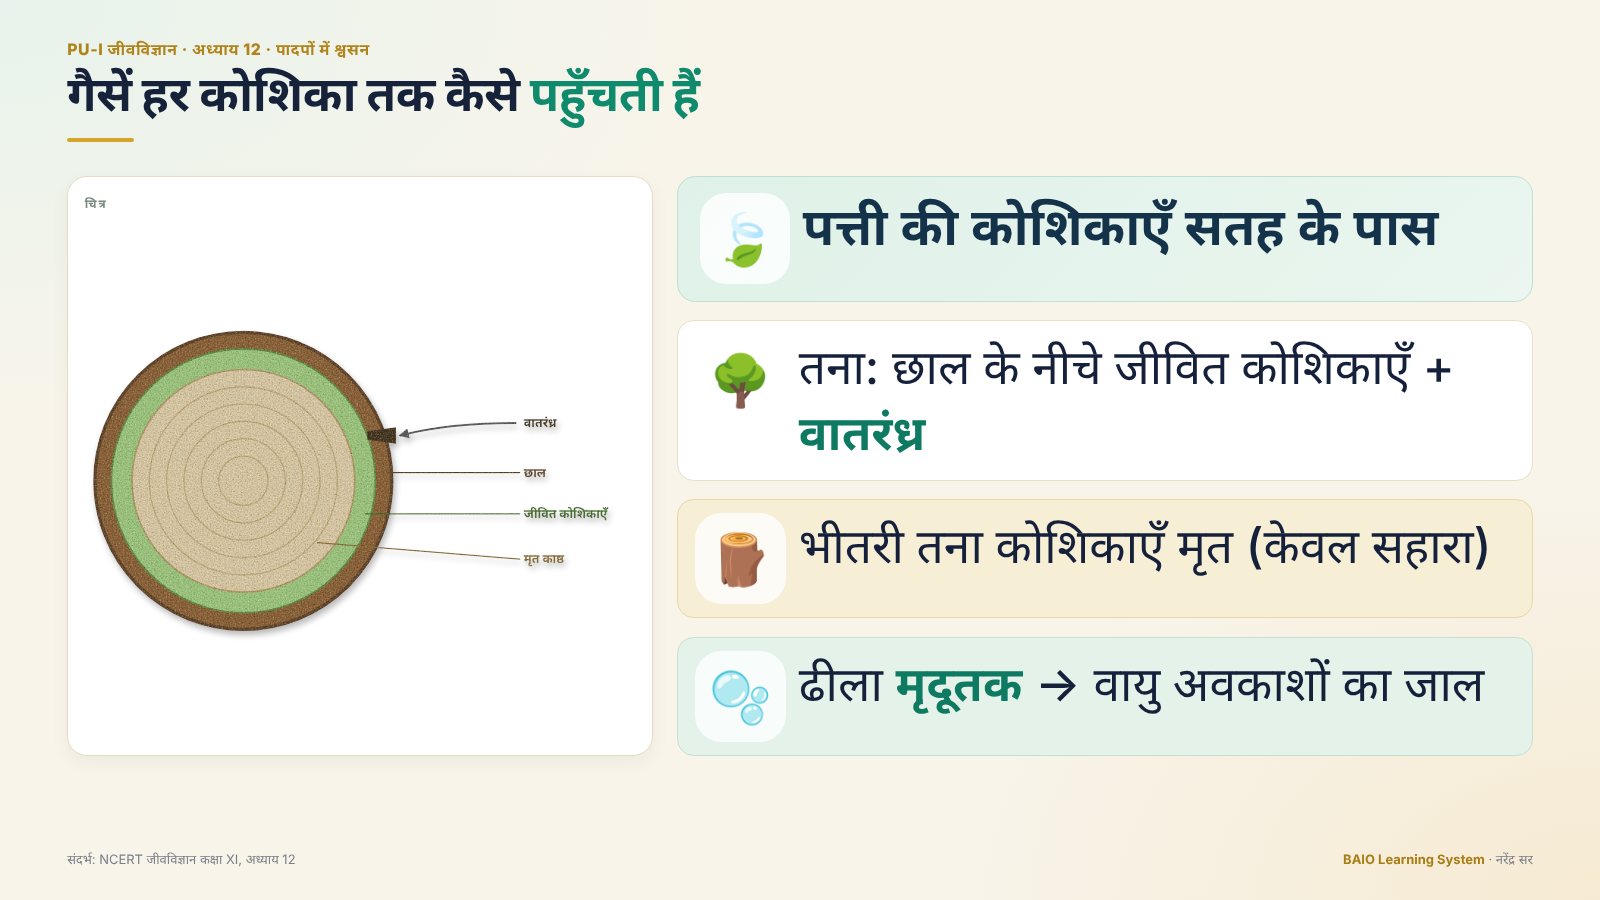 PU-I जीवविज्ञान · अध्याय 12 · पादपों में श्वसन
गैसें हर कोशिका तक कैसे पहुँचती हैं
चित्र
वातरंध्र
छाल
जीवित कोशिकाएँ
मृत काष्ठ
पत्ती की कोशिकाएँ सतह के पास
तना: छाल के नीचे जीवित कोशिकाएँ +
वातरंध्र
भीतरी तना कोशिकाएँ मृत (केवल सहारा)
ढीला मृदूतक → वायु अवकाशों का जाल
संदर्भ: NCERT जीवविज्ञान कक्षा XI, अध्याय 12
BAIO Learning System · नरेंद्र सर